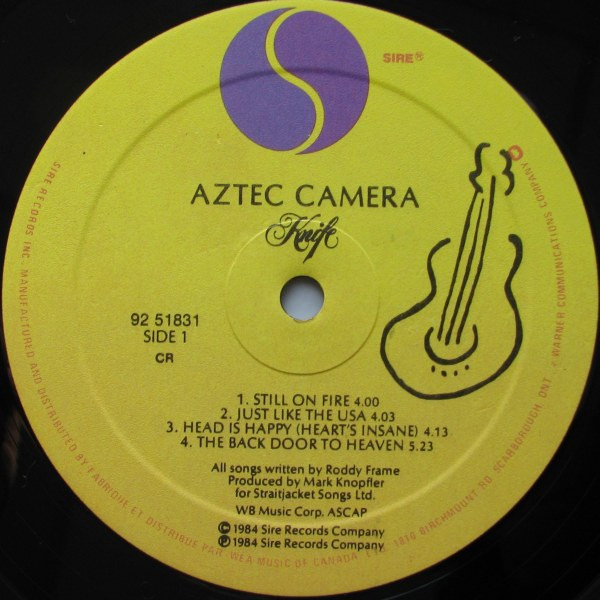 SIRE®
AZTEC CAMERA
Knife
92 51831
SIDE 1
CR
1. STILL ON FIRE 4.00
2. JUST LIKE THE USA 4.03
3. HEAD IS HAPPY (HEART'S INSANE) 4.13
4. THE BACK DOOR TO HEAVEN 5.23
All songs written by Roddy Frame
Produced by Mark Knopfler
for Straitjacket Songs Ltd.
WB Music Corp. ASCAP
© 1984 Sire Records Company
℗ 1984 Sire Records Company
SIRE RECORDS INC. MANUFACTURED AND DISTRIBUTED BY / FABRIQUE ET DISTRIBUE PAR WEA MUSIC OF CANADA, LTD. 1810 BIRCHMOUNT RD. SCARBOROUGH ONT. / WARNER COMMUNICATIONS COMPANY